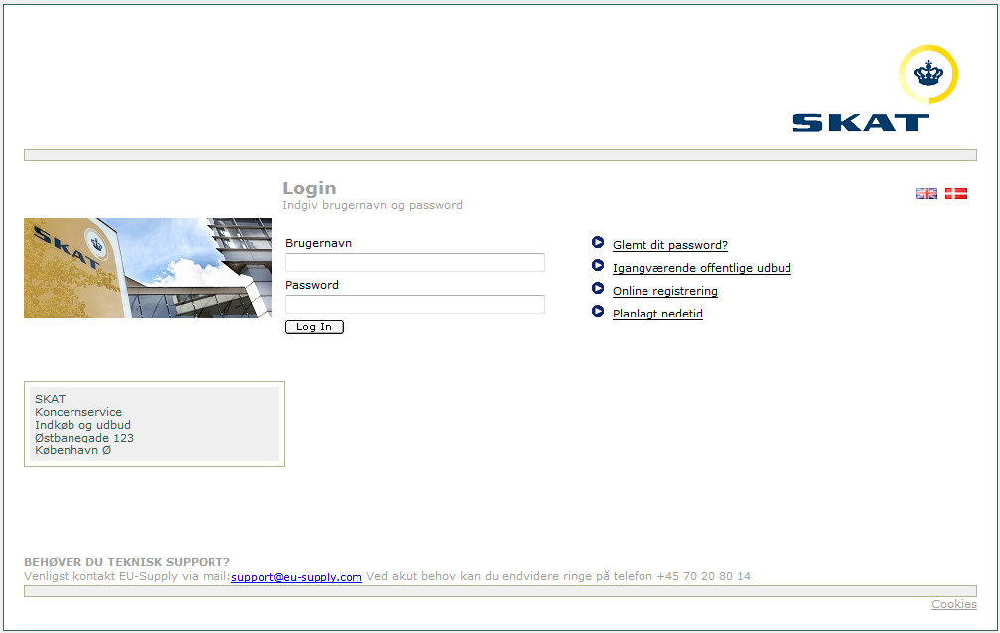 SKAT
Login
Indgiv brugernavn og password
SKAT
Brugernavn
Password
Log In
Glemt dit password?
Igangværende offentlige udbud
Online registrering
Planlagt nedetid
SKAT
Koncernservice
Indkøb og udbud
Østbanegade 123
København Ø
BEHØVER DU TEKNISK SUPPORT?
Venligst kontakt EU-Supply via mail:support@eu-supply.com Ved akut behov kan du endvidere ringe på telefon +45 70 20 80 14
Cookies